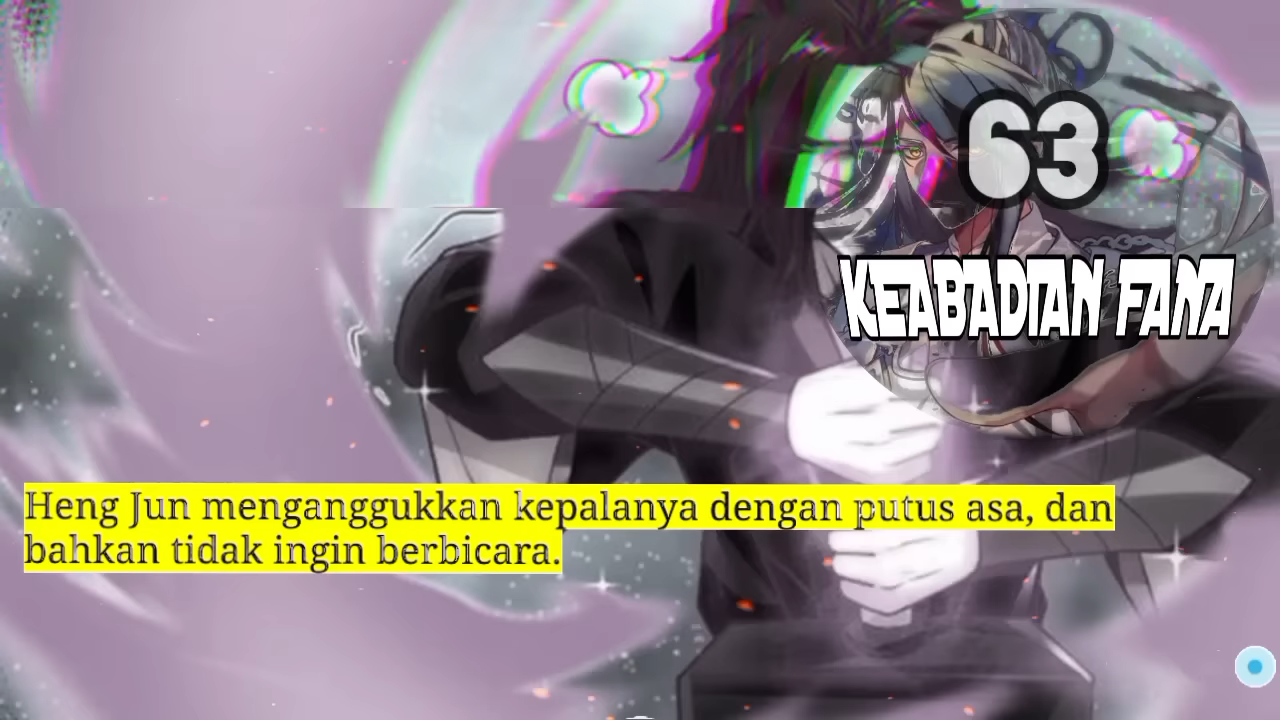 63
KEABADIAN FANA
Heng Jun menganggukkan kepalanya dengan putus asa, dan
bahkan tidak ingin berbicara.